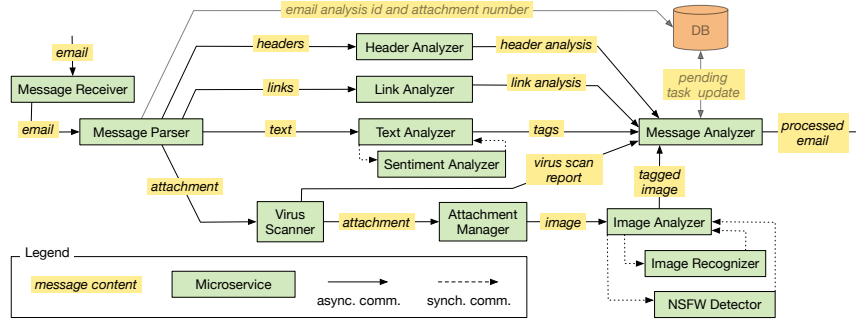 email analysis id and attachment number
DB
email
headers
Header Analyzer
header analysis
Message Receiver
links
Link Analyzer
link analysis
pending
task update
email
Message Parser
text
Text Analyzer
tags
Message Analyzer
processed
email
Sentiment Analyzer
virus scan
report
attachment
tagged
image
Virus
Scanner
attachment
Attachment
Manager
image
Image Analyzer
Legend
Image Recognizer
message content
Microservice
async. comm.
synch. comm.
NSFW Detector